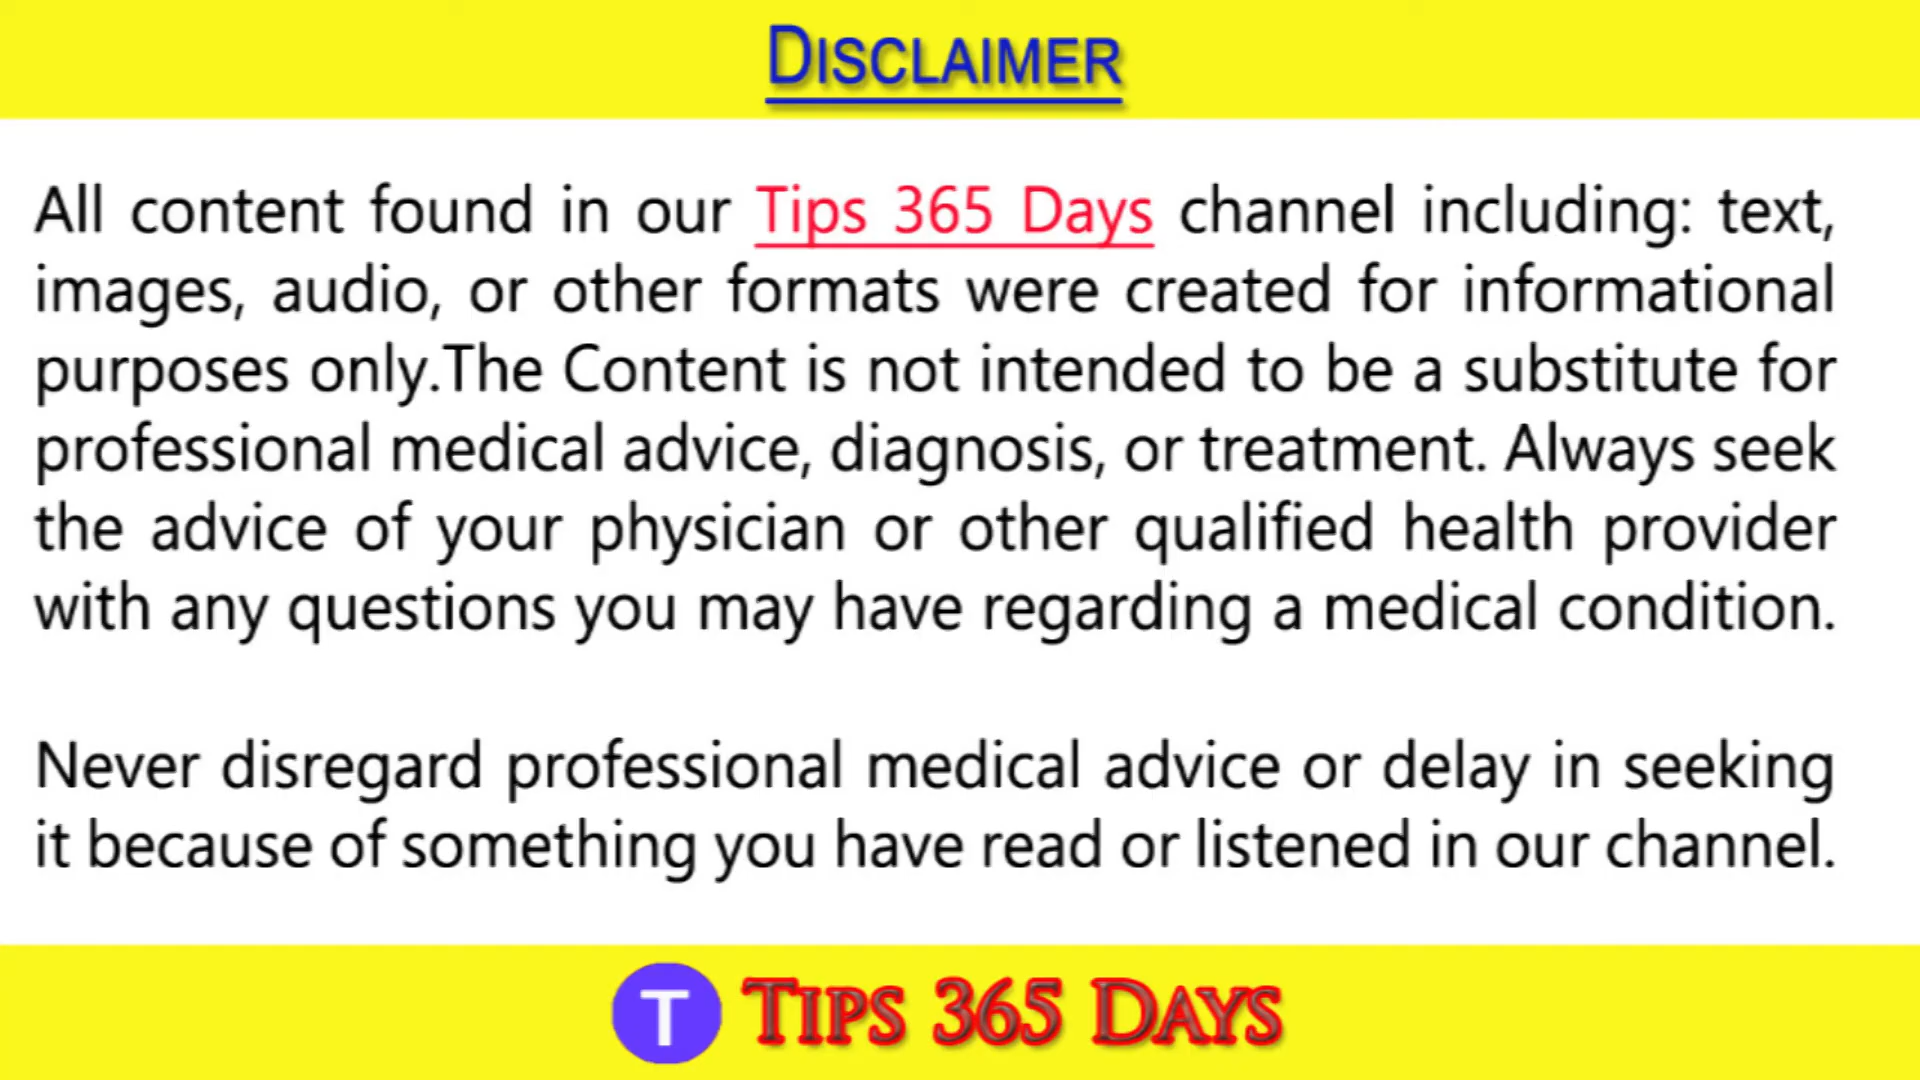 DISCLAIMER
All content found in our Tips 365 Days channel including: text,
images, audio, or other formats were created for informational
purposes only.The Content is not intended to be a substitute for
professional medical advice, diagnosis, or treatment. Always seek
the advice of your physician or other qualified health provider
with any questions you may have regarding a medical condition.
Never disregard professional medical advice or delay in seeking
it because of something you have read or listened in our channel.
T TIPS 365 DAYS